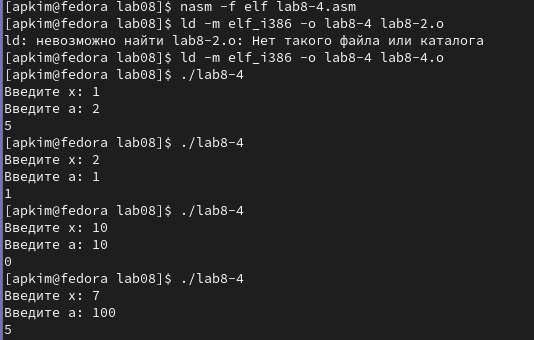 [apkim@fedora lab08]$ nasm -f elf lab8-4.asm
[apkim@fedora lab08]$ ld -m elf_i386 -o lab8-4 lab8-2.o
ld: невозможно найти lab8-2.o: Нет такого файла или каталога
[apkim@fedora lab08]$ ld -m elf_i386 -o lab8-4 lab8-4.o
[apkim@fedora lab08]$ ./lab8-4
Введите x: 1
Введите a: 2
5
[apkim@fedora lab08]$ ./lab8-4
Введите x: 2
Введите a: 1
1
[apkim@fedora lab08]$ ./lab8-4
Введите x: 10
Введите a: 10
0
[apkim@fedora lab08]$ ./lab8-4
Введите x: 7
Введите a: 100
5